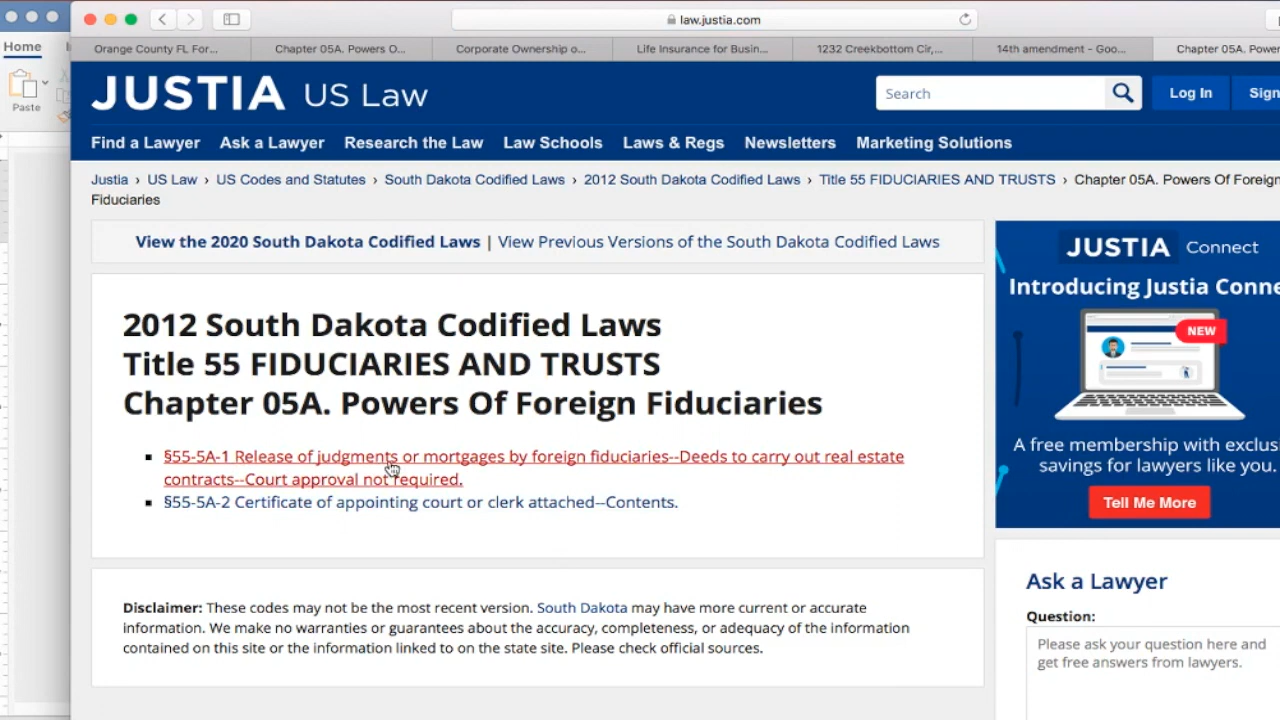 law.justia.com
Home
Paste
Orange County FL For...
Chapter 05A. Powers O...
Corporate Ownership o...
Life Insurance for Busin...
1232 Creekbottom Cir,...
14th amendment – Goo...
Chapter 05A. Power
JUSTIA US Law
Search
Log In
Sign
Find a Lawyer Ask a Lawyer Research the Law Law Schools Laws & Regs Newsletters Marketing Solutions
Justia › US Law › US Codes and Statutes › South Dakota Codified Laws › 2012 South Dakota Codified Laws › Title 55 FIDUCIARIES AND TRUSTS › Chapter 05A. Powers Of Foreign
Fiduciaries
View the 2020 South Dakota Codified Laws | View Previous Versions of the South Dakota Codified Laws
2012 South Dakota Codified Laws
Title 55 FIDUCIARIES AND TRUSTS
Chapter 05A. Powers Of Foreign Fiduciaries
§55-5A-1 Release of judgments or mortgages by foreign fiduciaries--Deeds to carry out real estate
contracts--Court approval not required.
§55-5A-2 Certificate of appointing court or clerk attached--Contents.
Disclaimer: These codes may not be the most recent version. South Dakota may have more current or accurate
information. We make no warranties or guarantees about the accuracy, completeness, or adequacy of the information
contained on this site or the information linked to on the state site. Please check official sources.
JUSTIA Connect
Introducing Justia Conne
NEW
A free membership with exclus
savings for lawyers like you.
Tell Me More
Ask a Lawyer
Question:
Please ask your question here and
get free answers from lawyers.